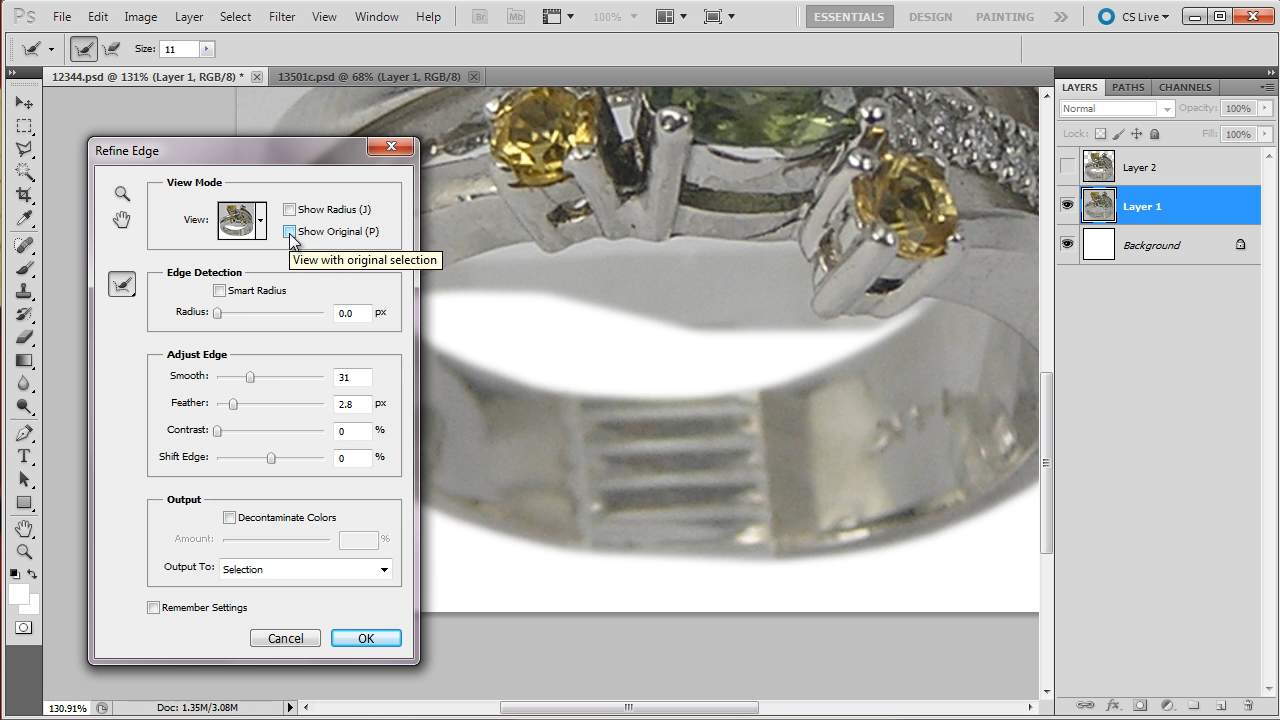 Ps File Edit Image Layer Select Filter View Window Help Br Mb 100% ESSENTIALS DESIGN PAINTING CS Live
Size: 11
12344.psd @ 131% (Layer 1, RGB/8) * 13501c.psd @ 68% (Layer 1, RGB/8)
LAYERS PATHS CHANNELS
Normal Opacity: 100%
Lock: Fill: 100%
Layer 2
Layer 1
Background
Refine Edge
View Mode
View:
Show Radius (J)
Show Original (P)
View with original selection
Edge Detection
Smart Radius
Radius: 0.0 px
Adjust Edge
Smooth: 31
Feather: 2.8 px
Contrast: 0 %
Shift Edge: 0 %
Output
Decontaminate Colors
Amount: %
Output To: Selection
Remember Settings
Cancel OK
130.91% Doc: 1.35M/3.08M